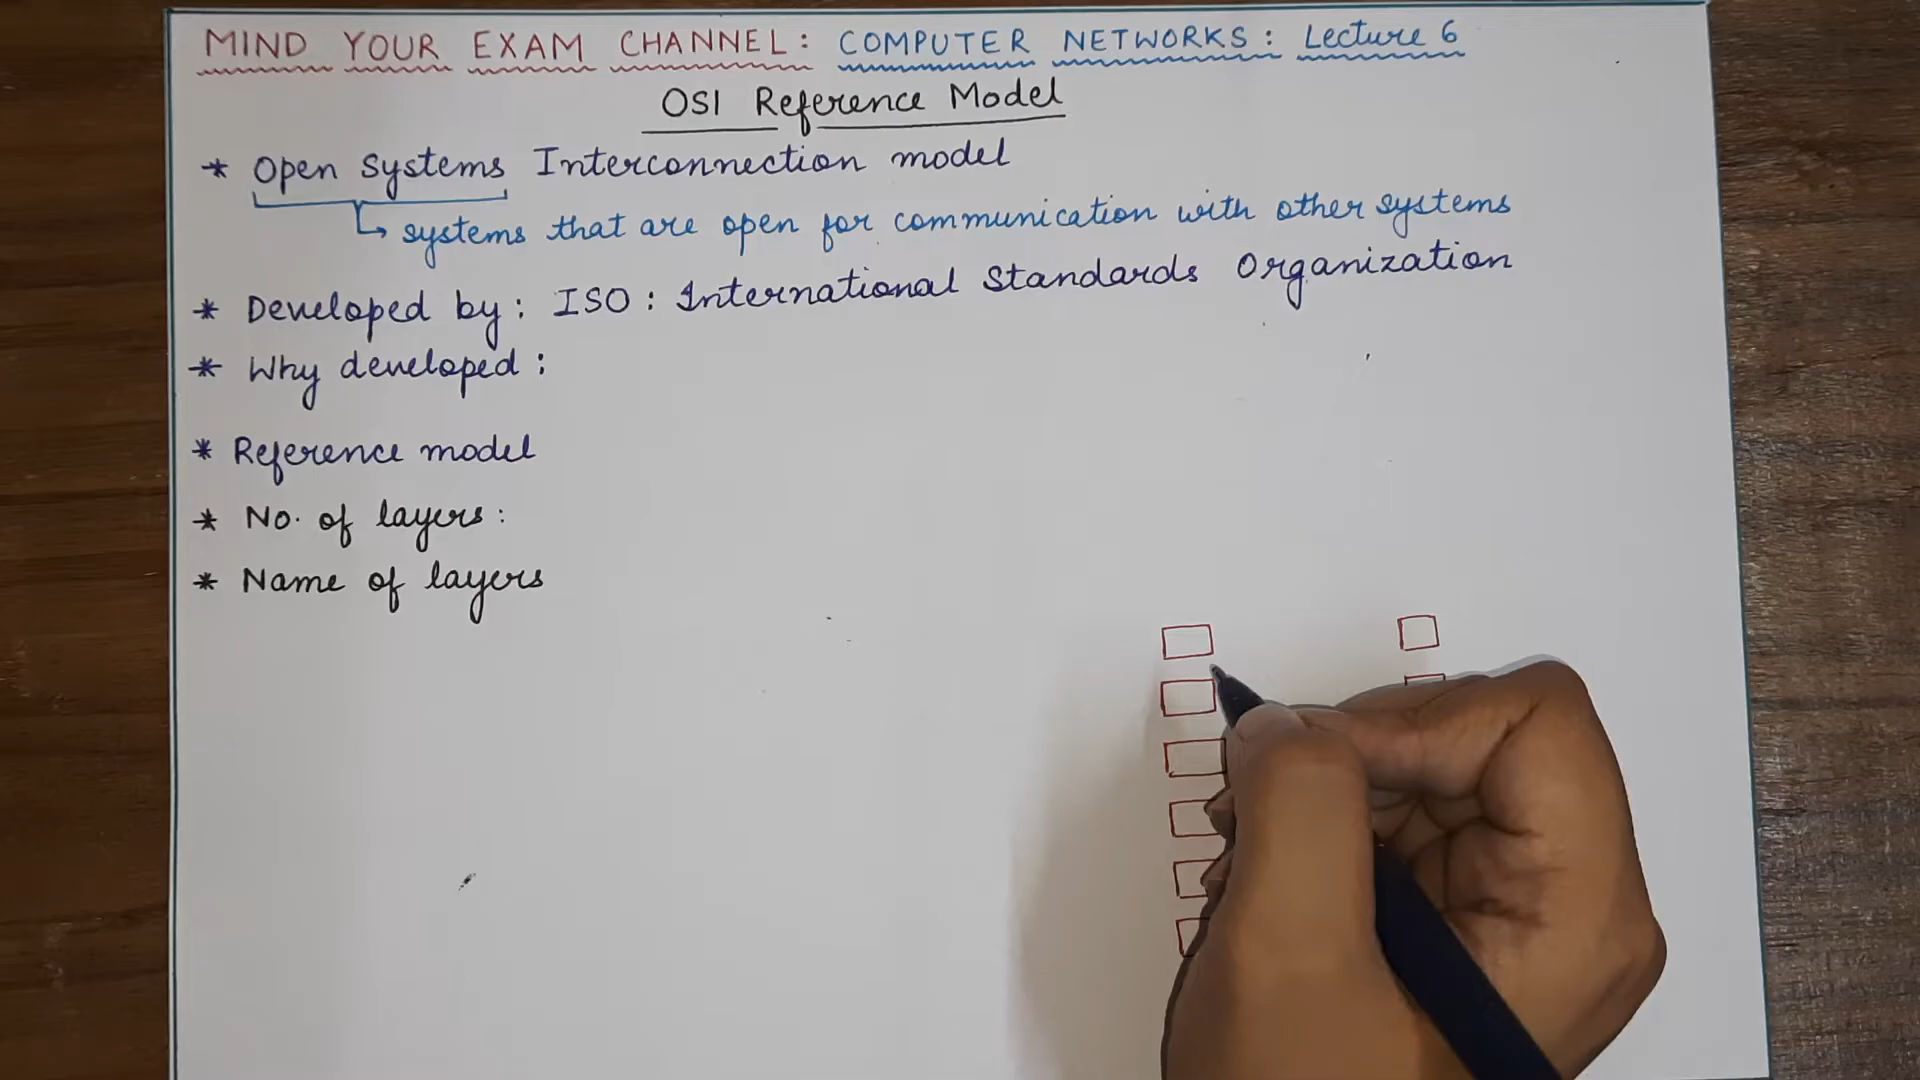 MIND YOUR EXAM CHANNEL: COMPUTER NETWORKS: Lecture 6
OSI Reference Model
* Open Systems Interconnection model
↳ systems that are open for communication with other systems
* Developed by: ISO: International Standards Organization
* Why developed:
* Reference model
* No. of layers:
* Name of layers